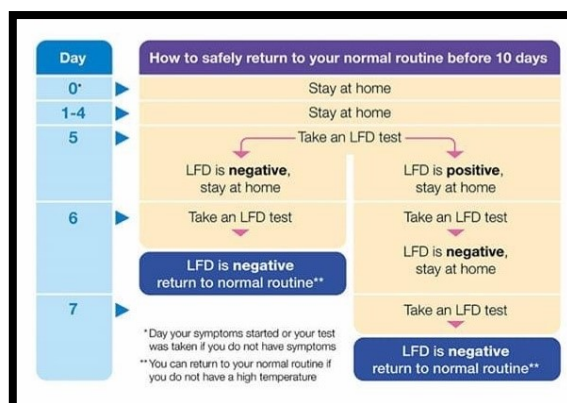 Day How to safely return to your normal routine before 10 days
0* Stay at home
1-4 Stay at home
5 Take an LFD test
LFD is negative,
stay at home
LFD is positive,
stay at home
6 Take an LFD test
Take an LFD test
LFD is negative
return to normal routine**
LFD is negative,
stay at home
7 Take an LFD test
LFD is negative
return to normal routine**
* Day your symptoms started or your test
was taken if you do not have symptoms
** You can return to your normal routine if
you do not have a high temperature